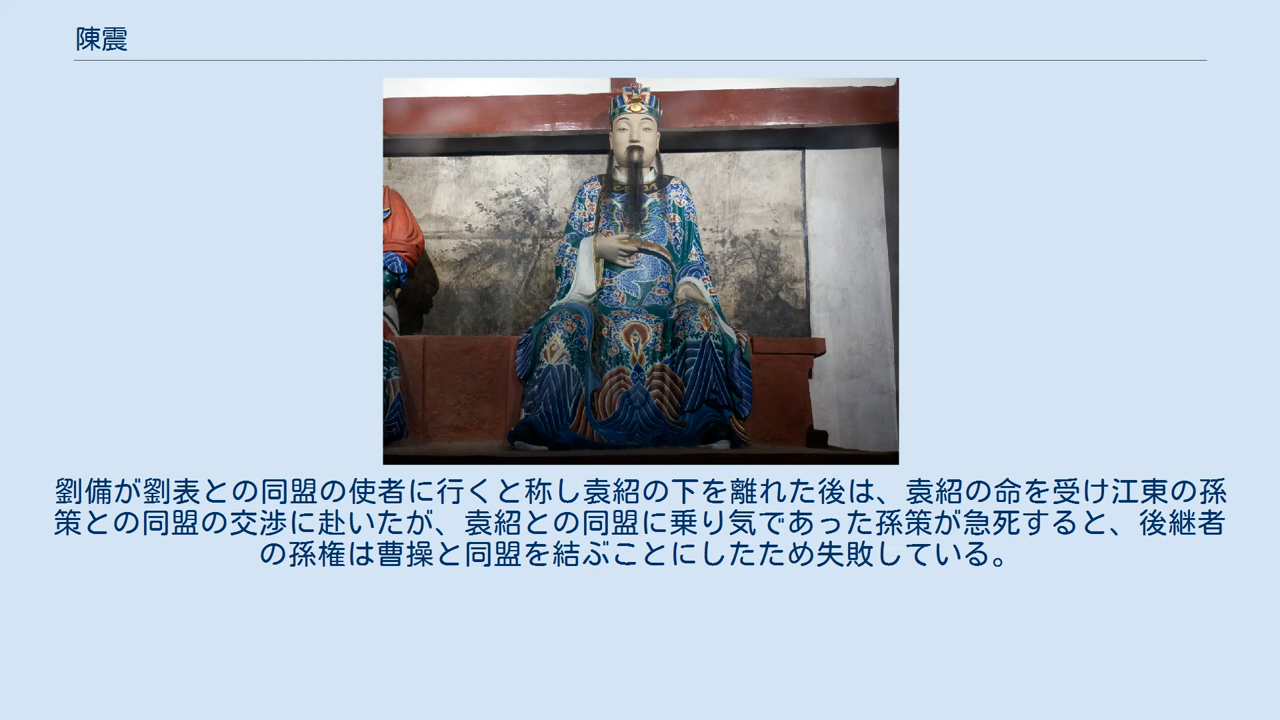 陳震
劉備が劉表との同盟の使者に行くと称し袁紹の下を離れた後は、袁紹の命を受け江東の孫
策との同盟の交渉に赴いたが、袁紹との同盟に乗り気であった孫策が急死すると、後継者
の孫権は曹操と同盟を結ぶことにしたため失敗している。